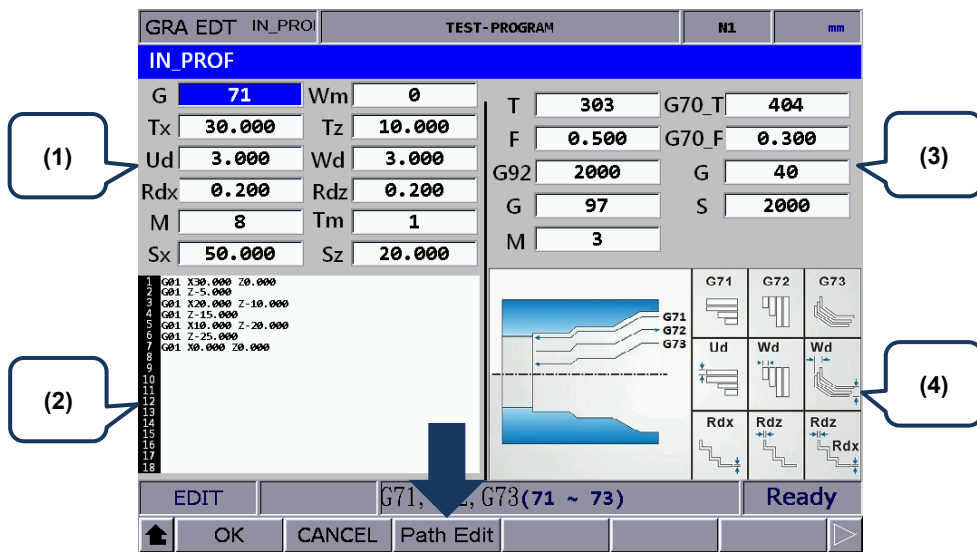 GRA EDT IN_PROI TEST-PROGRAM N1 mm
IN_PROF
G 71 Wm 0
Tx 30.000 Tz 10.000
Ud 3.000 Wd 3.000
Rdx 0.200 Rdz 0.200
M 8 Tm 1
Sx 50.000 Sz 20.000
T 303 G70_T 404
F 0.500 G70_F 0.300
G92 2000 G 40
G 97 S 2000
M 3
(1)
(3)
1 G01 X30.000 Z0.000
2 G01 Z-5.000
3 G01 X20.000 Z-10.000
4 G01 Z-15.000
5 G01 X10.000 Z-20.000
6 G01 Z-25.000
7 G01 X0.000 Z0.000
8
9
10
11
12
13
14
15
16
17
18
(2)
G71
G72
G73
G71 G72 G73
Ud Wd Wd
Rdx Rdz Rdz
Rdx
(4)
EDIT G71, 2, G73(71 ~ 73) Ready
OK CANCEL Path Edit